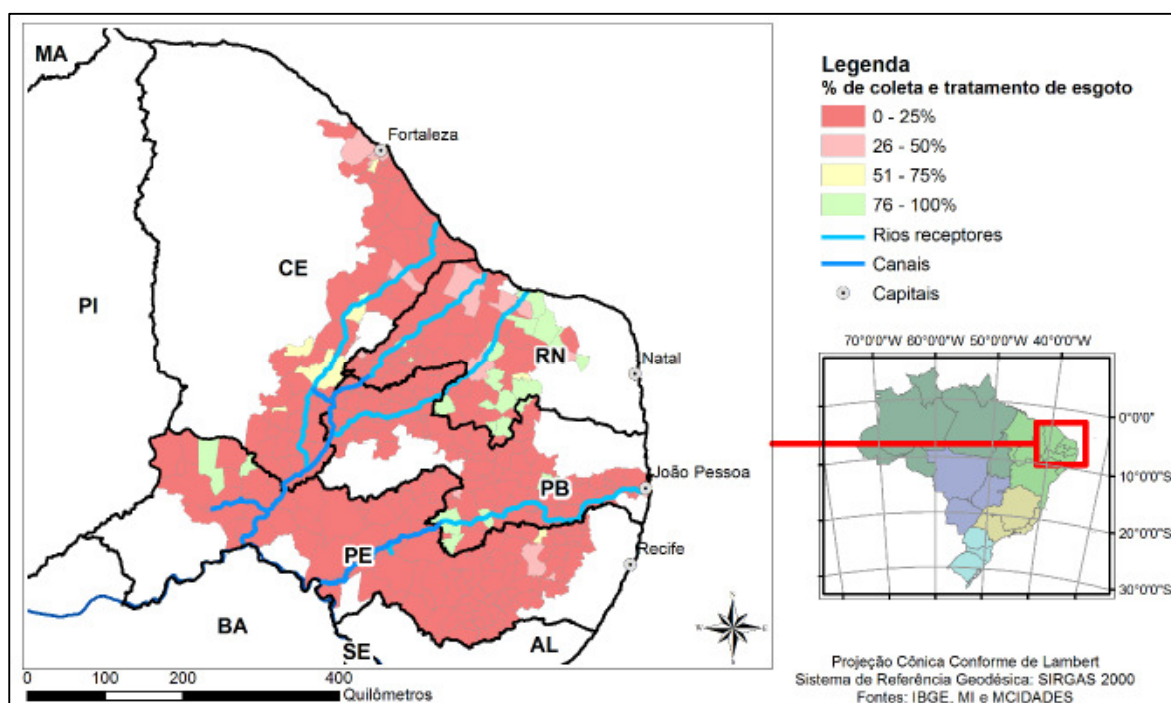 MA
Fortaleza
CE
PI
RN
Natal
João Pessoa
PB
PE
Recife
BA
SE
AL
N
0 100 200 400
Quilômetros
Legenda
% de coleta e tratamento de esgoto
0 - 25%
26 - 50%
51 - 75%
76 - 100%
Rios receptores
Canais
Capitais
70°0'0"W 60°0'0"W 50°0'0"W 40°0'0"W
0°0'0"
10°0'0"S
20°0'0"S
30°0'0"S
Projeção Cônica Conforme de Lambert
Sistema de Referência Geodésica: SIRGAS 2000
Fontes: IBGE, MI e MCIDADES